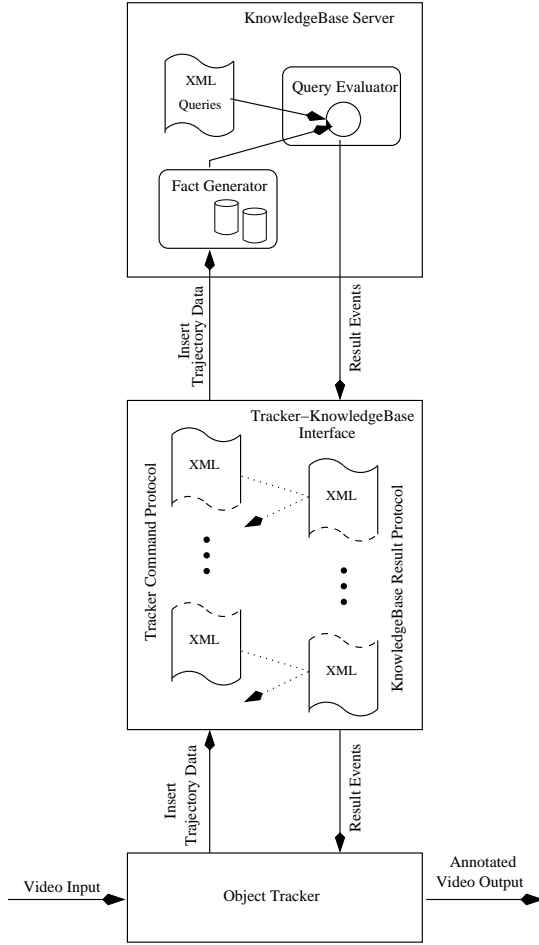 KnowledgeBase Server
XML
Queries
Query Evaluator
Fact Generator
Insert
Trajectory Data
Result Events
Tracker−KnowledgeBase
Interface
Tracker Command Protocol
XML
XML
XML
XML
KnowledgeBase Result Protocol
Insert
Trajectory Data
Result Events
Video Input
Object Tracker
Annotated
Video Output